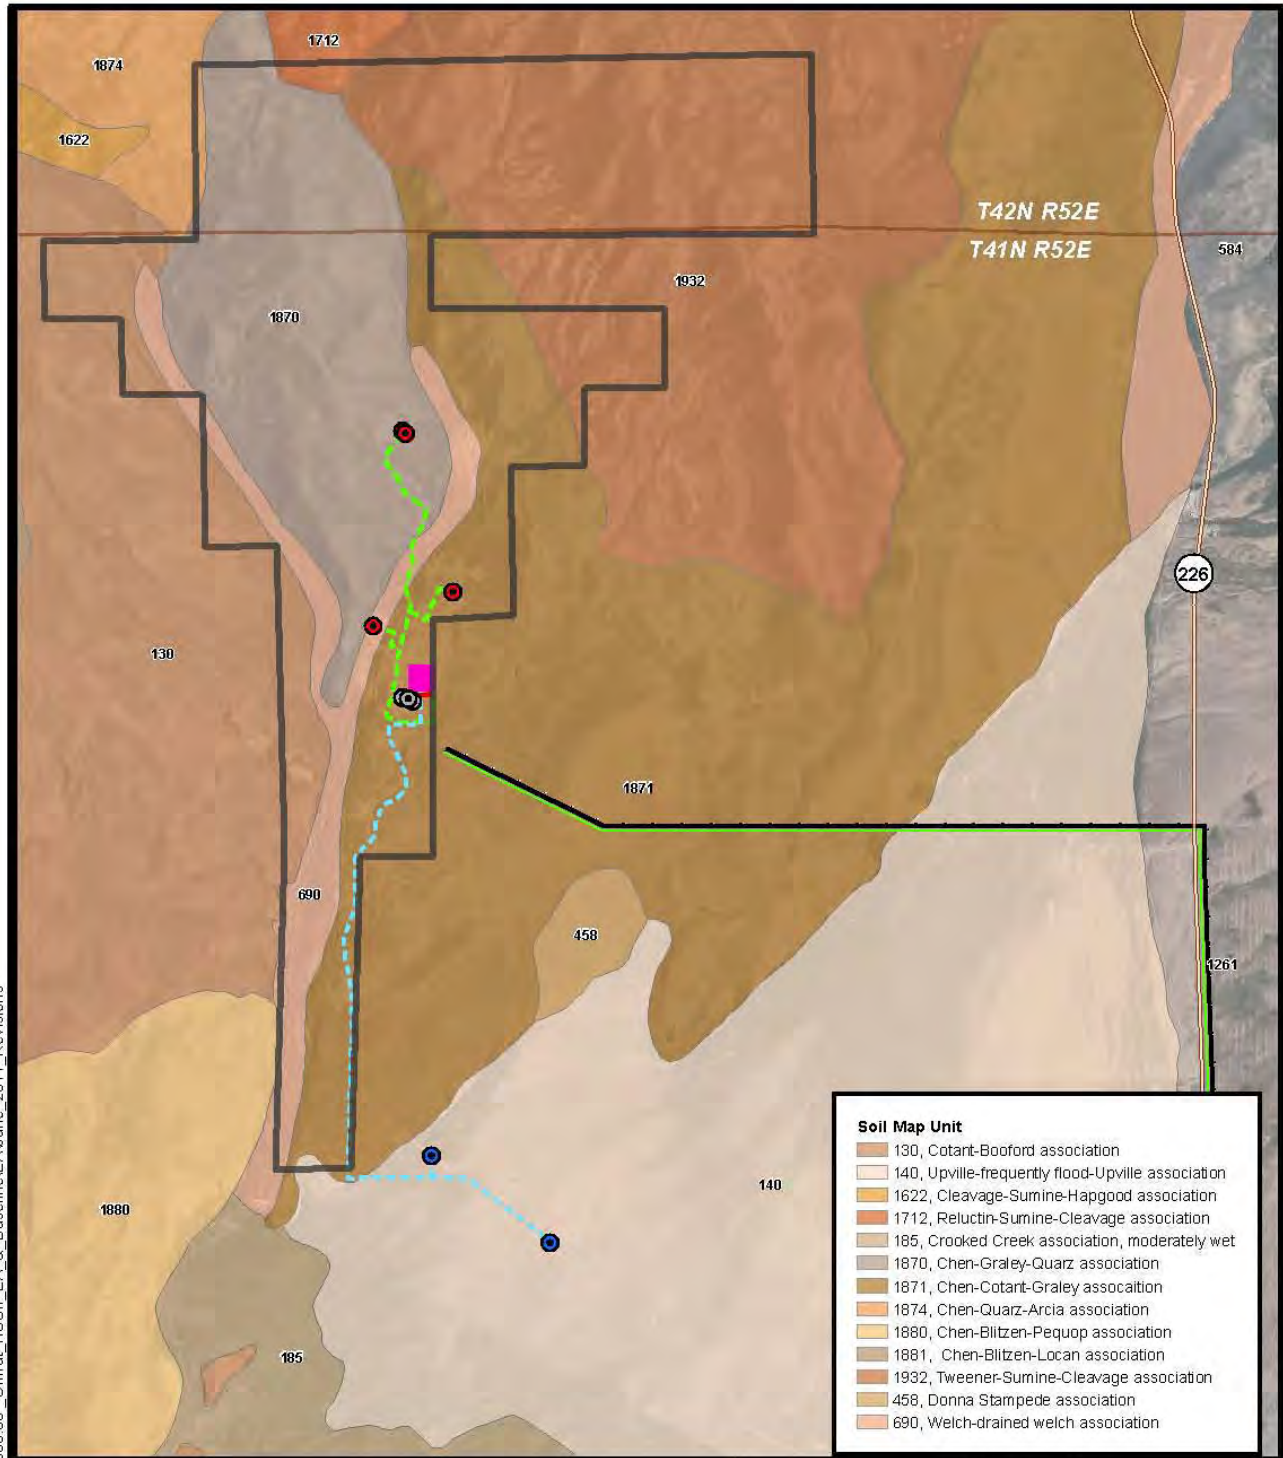 1712
1874
1622
T42N R52E
T41N R52E
584
1932
1870
226
130
1871
690
458
1261
140
1880
185
Soil Map Unit
130, Cotant-Booford association
140, Upville-frequently flood-Upville association
1622, Cleavage-Sumine-Hapgood association
1712, Reluctin-Sumine-Cleavage association
185, Crooked Creek association, moderately wet
1870, Chen-Graley-Quarz association
1871, Chen-Cotant-Graley assocaition
1874, Chen-Quarz-Arcia association
1880, Chen-Blitzen-Pequop association
1881, Chen-Blitzen-Locan association
1932, Tweener-Sumine-Cleavage association
458, Donna Stampede association
690, Welch-drained welch association